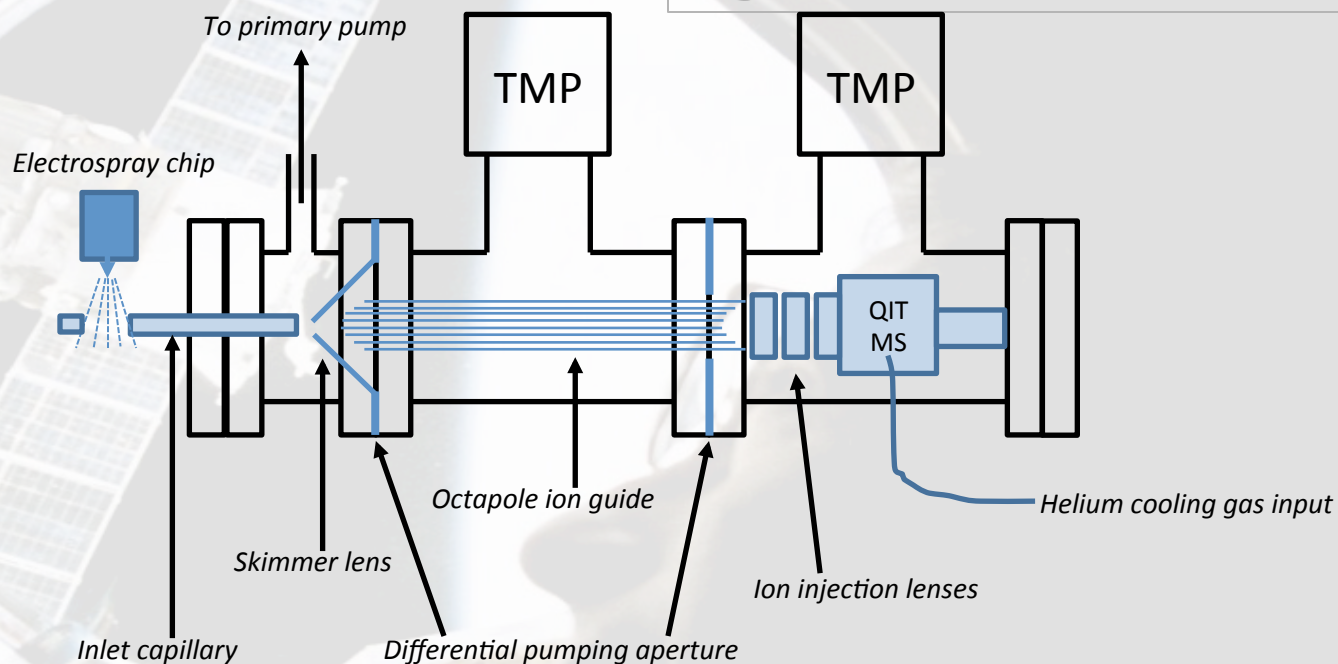 To primary pump
TMP
TMP
Electrospray chip
QIT
MS
Octapole ion guide
Helium cooling gas input
Skimmer lens
Ion injection lenses
Inlet capillary
Differential pumping aperture